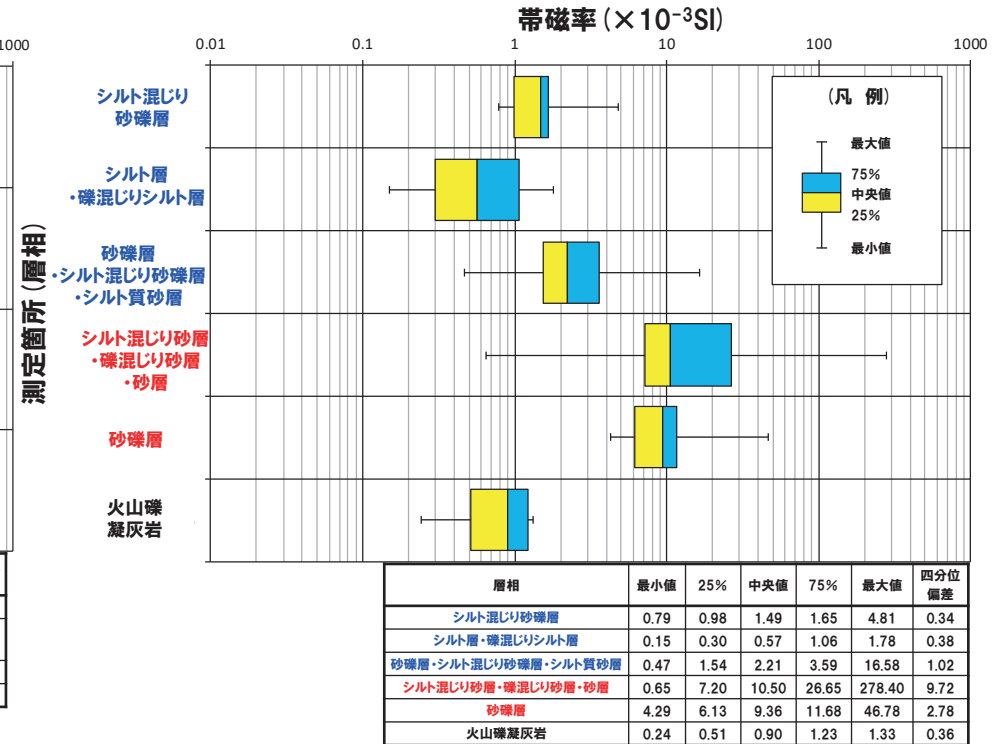 帯磁率(×10⁻³SI)
1000
0.01 0.1 1 10 100 1000
測定箇所(層相)
シルト混じり
砂礫層
シルト層
・礫混じりシルト層
砂礫層
・シルト混じり砂礫層
・シルト質砂層
シルト混じり砂層
・礫混じり砂層
・砂層
砂礫層
火山礫
凝灰岩
(凡 例)
最大値
75%
中央値
25%
最小値
層相 最小値 25% 中央値 75% 最大値 四分位
偏差
シルト混じり砂礫層 0.79 0.98 1.49 1.65 4.81 0.34
シルト層・礫混じりシルト層 0.15 0.30 0.57 1.06 1.78 0.38
砂礫層・シルト混じり砂礫層・シルト質砂層 0.47 1.54 2.21 3.59 16.58 1.02
シルト混じり砂層・礫混じり砂層・砂層 0.65 7.20 10.50 26.65 278.40 9.72
砂礫層 4.29 6.13 9.36 11.68 46.78 2.78
火山礫凝灰岩 0.24 0.51 0.90 1.23 1.33 0.36